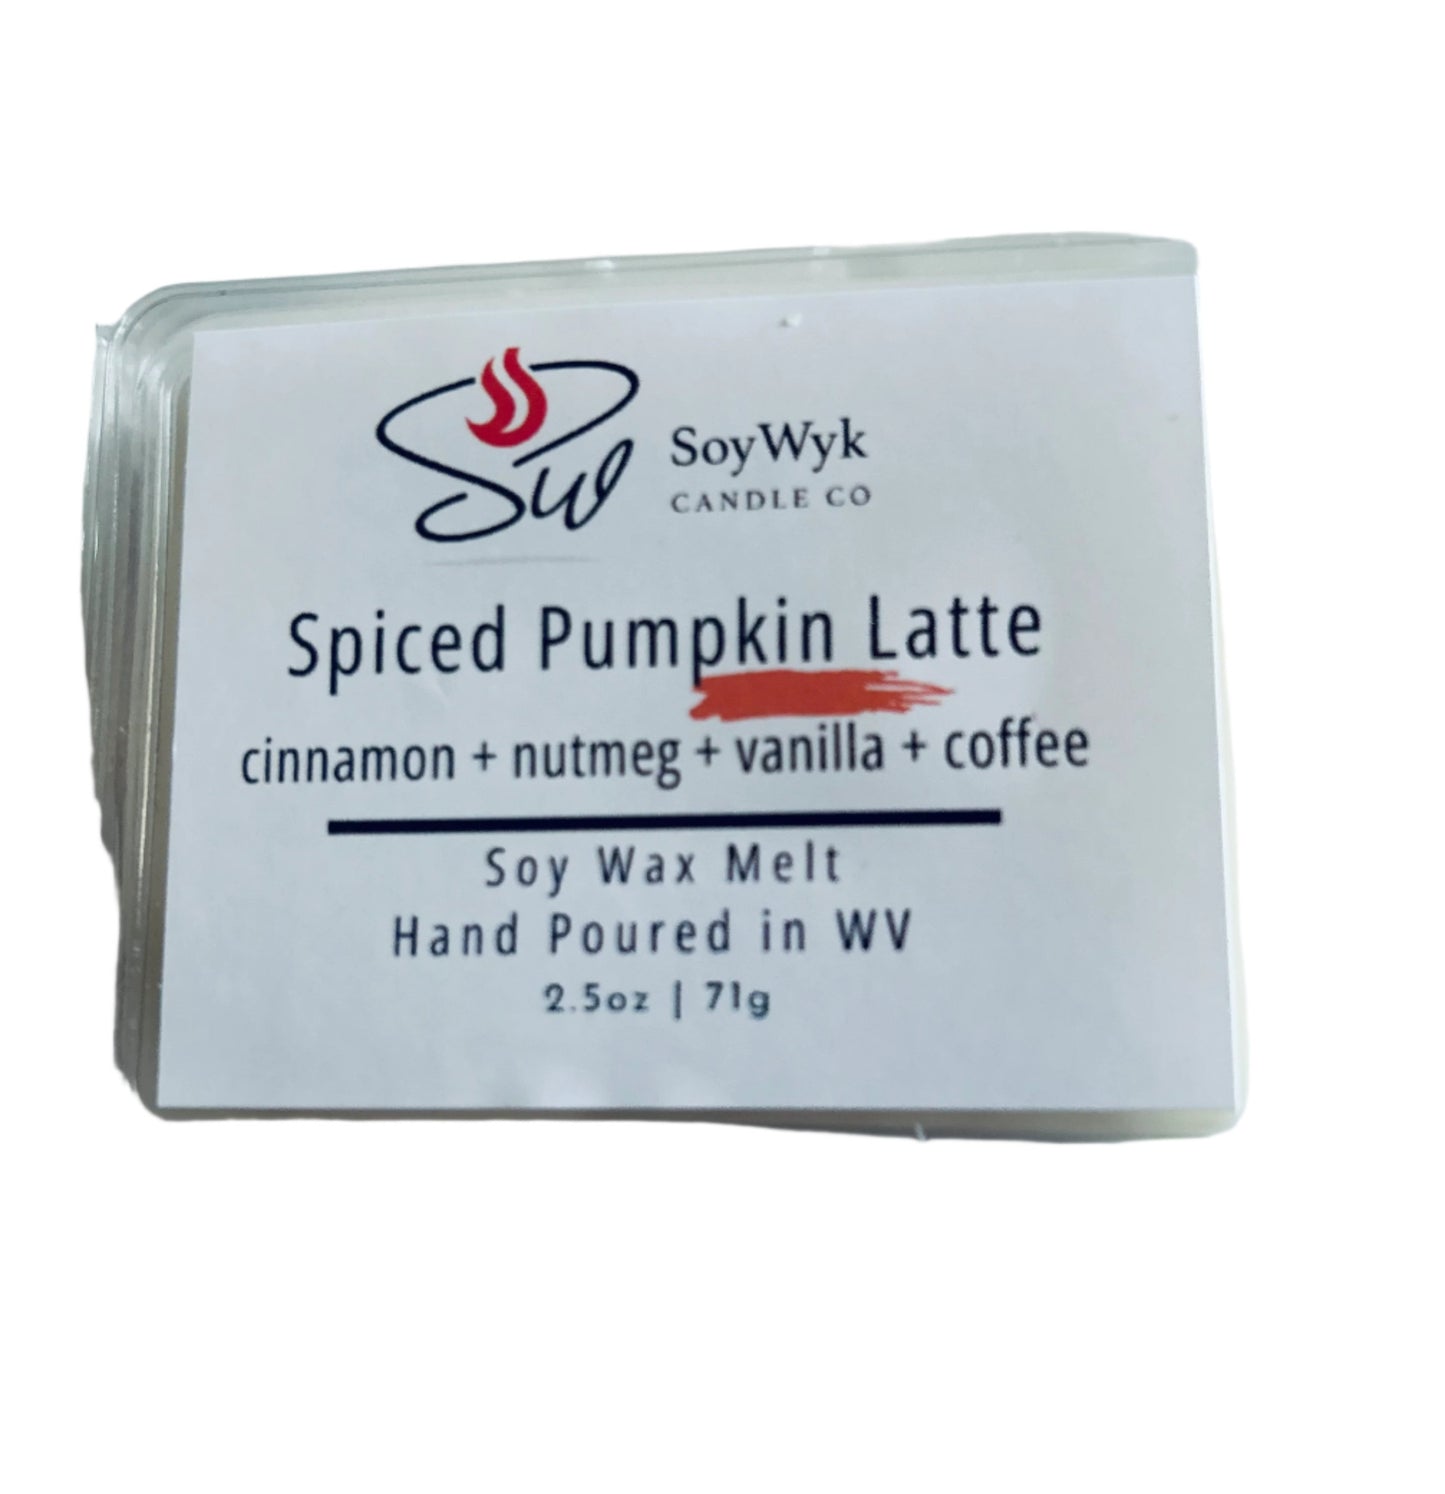 Sw
SoyWyk
CANDLE CO
Spiced Pumpkin Latte
cinnamon + nutmeg + vanilla + coffee
Soy Wax Melt
Hand Poured in WV
2.5oz | 71g